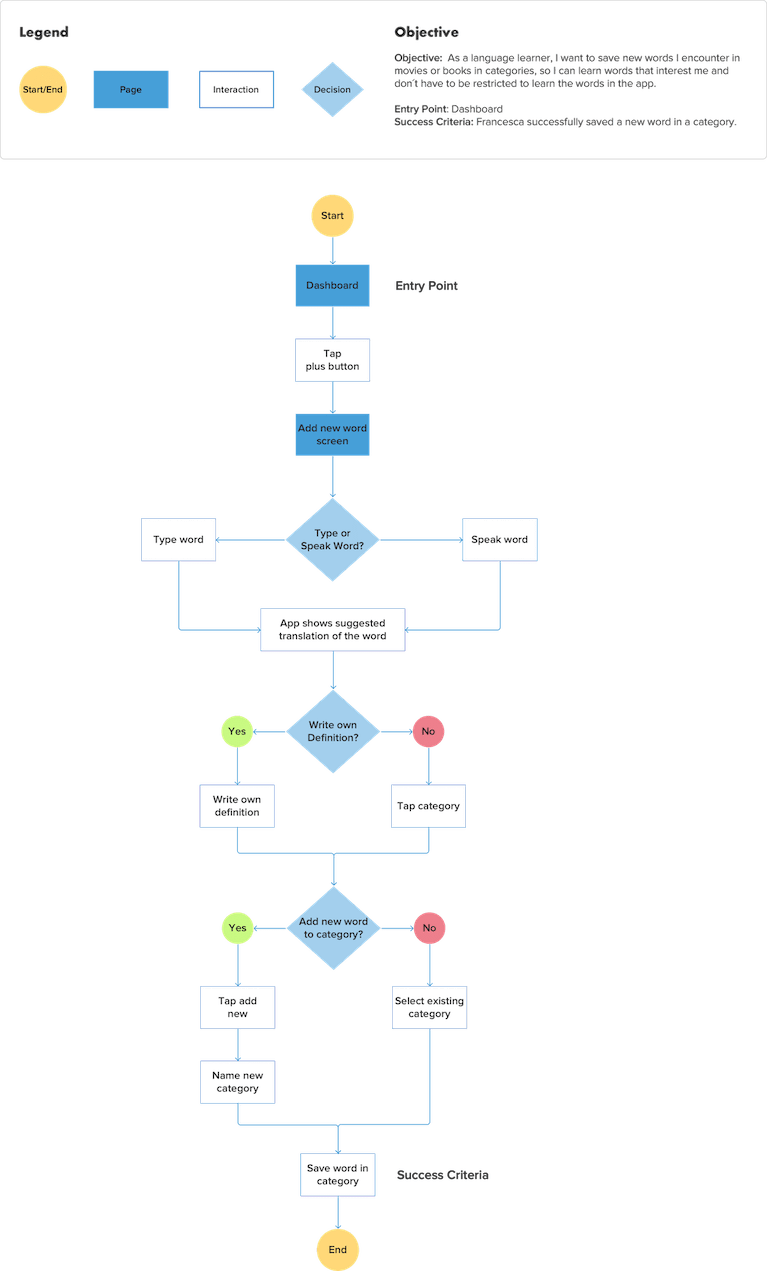 Legend
Start/End
Page
Interaction
Decision
Objective
Objective:  As a language learner, I want to save new words I encounter in
movies or books in categories, so I can learn words that interest me and
don´t have to be restricted to learn the words in the app.
Entry Point: Dashboard
Success Criteria: Francesca successfully saved a new word in a category.
Start
Dashboard
Entry Point
Tap
plus button
Add new word
screen
Type word
Type or
Speak Word?
Speak word
App shows suggested
translation of the word
Yes
Write own
Definition?
No
Write own
definition
Tap category
Yes
Add new word
to category?
No
Tap add
new
Select existing
category
Name new
category
Save word in
category
Success Criteria
End